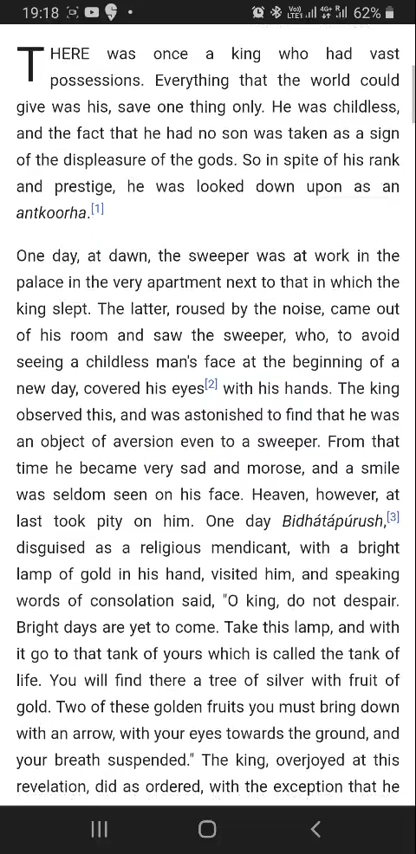 19:18 62%
THERE was once a king who had vast
possessions. Everything that the world could
give was his, save one thing only. He was childless,
and the fact that he had no son was taken as a sign
of the displeasure of the gods. So in spite of his rank
and prestige, he was looked down upon as an
antkoorha.[1]
One day, at dawn, the sweeper was at work in the
palace in the very apartment next to that in which the
king slept. The latter, roused by the noise, came out
of his room and saw the sweeper, who, to avoid
seeing a childless man's face at the beginning of a
new day, covered his eyes[2] with his hands. The king
observed this, and was astonished to find that he was
an object of aversion even to a sweeper. From that
time he became very sad and morose, and a smile
was seldom seen on his face. Heaven, however, at
last took pity on him. One day Bidhátápúrush,[3]
disguised as a religious mendicant, with a bright
lamp of gold in his hand, visited him, and speaking
words of consolation said, "O king, do not despair.
Bright days are yet to come. Take this lamp, and with
it go to that tank of yours which is called the tank of
life. You will find there a tree of silver with fruit of
gold. Two of these golden fruits you must bring down
with an arrow, with your eyes towards the ground, and
your breath suspended." The king, overjoyed at this
revelation, did as ordered, with the exception that he